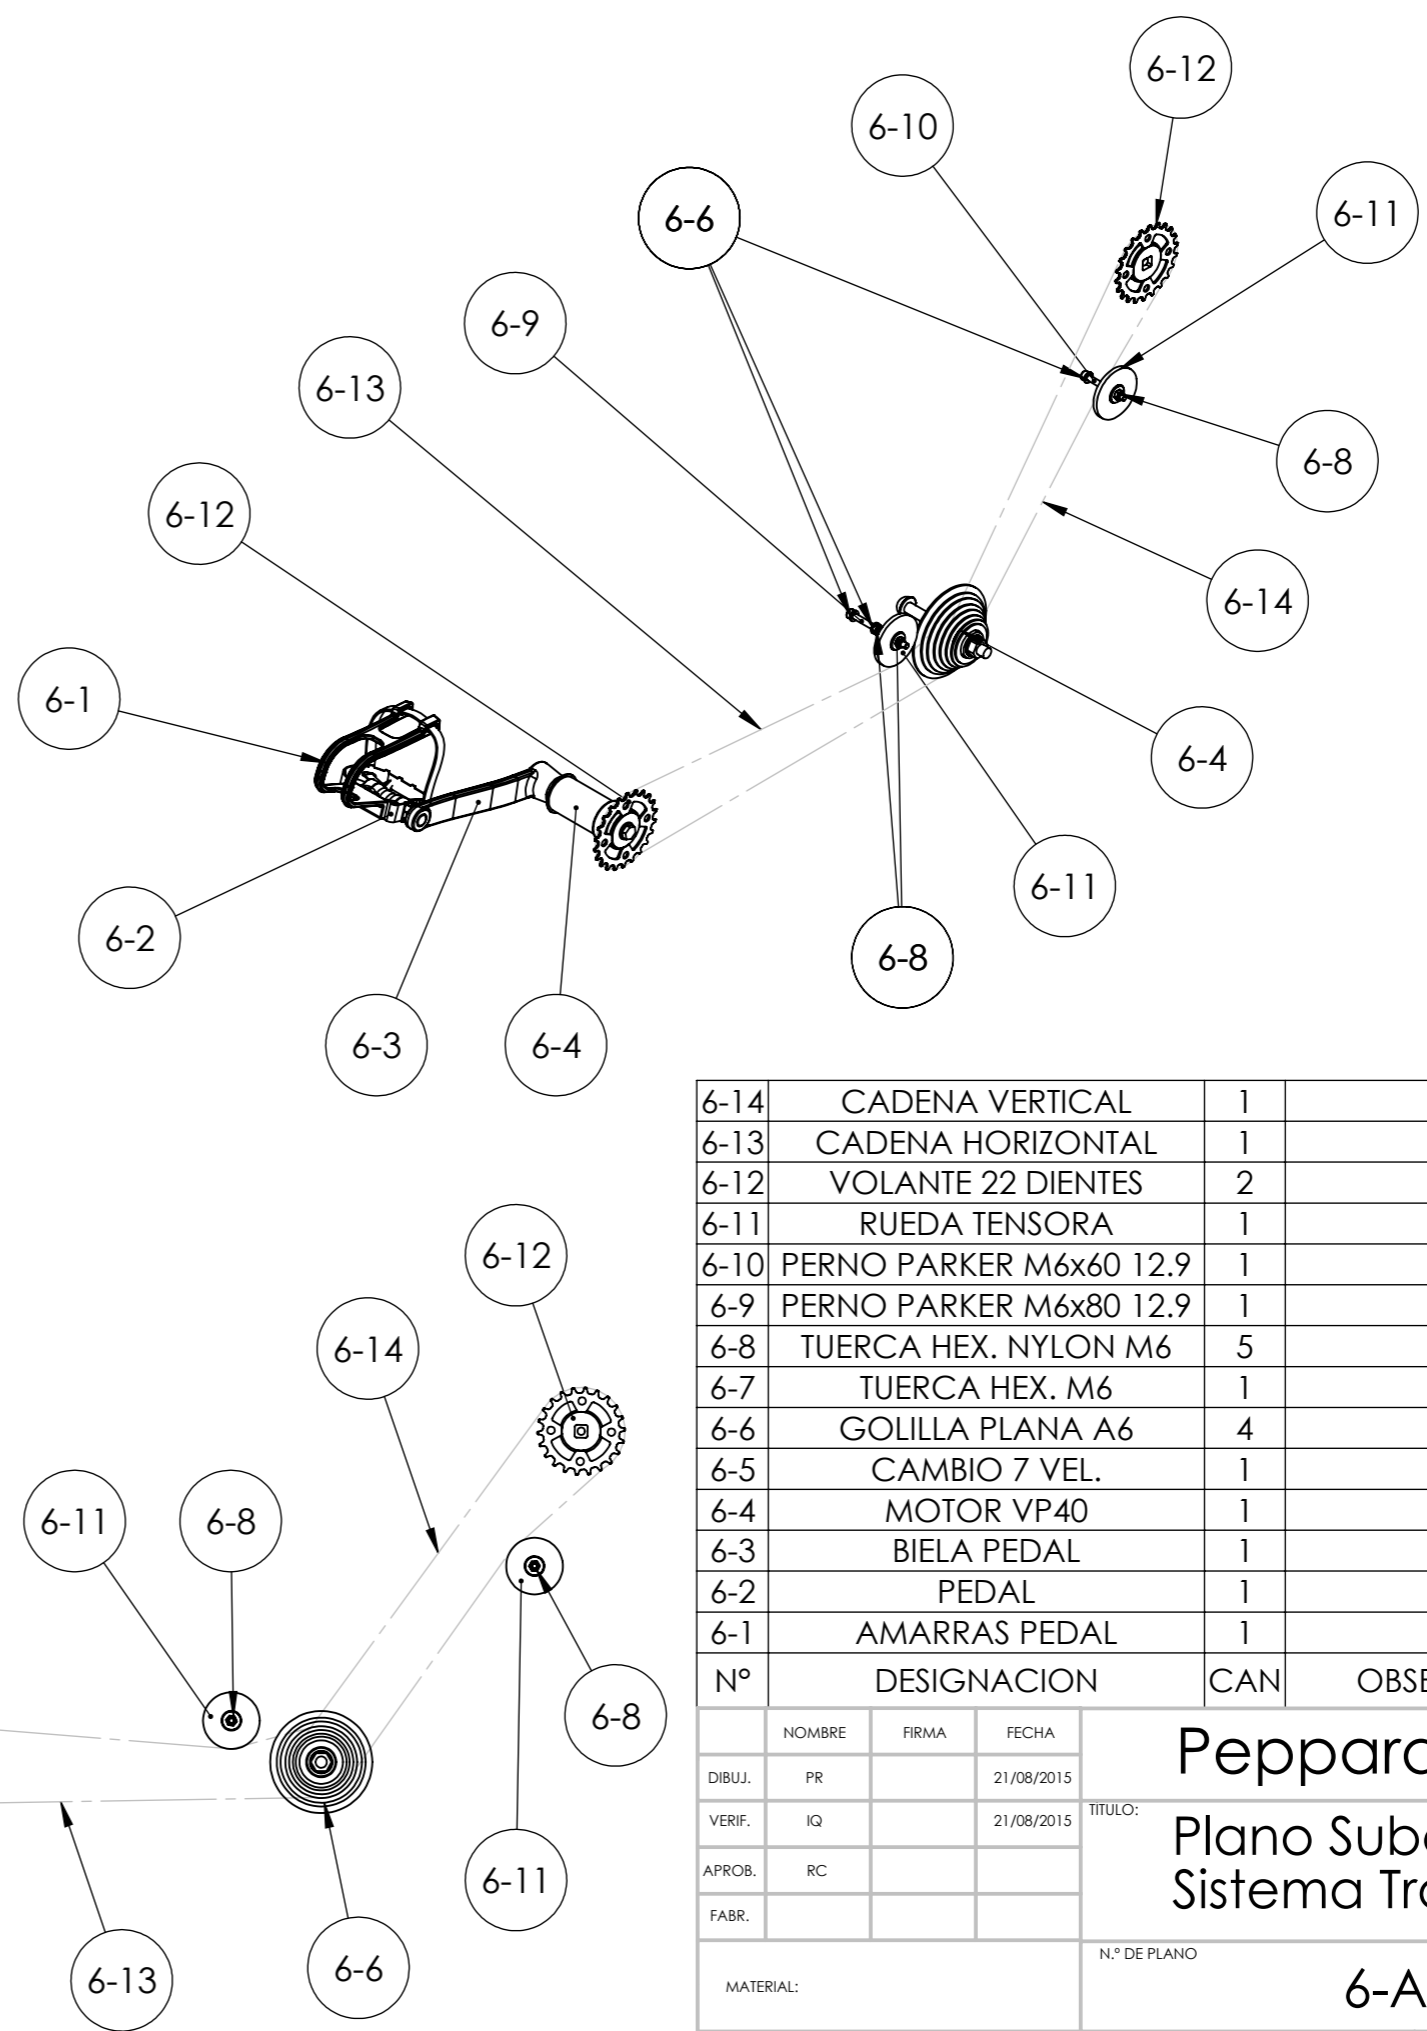 6-12
6-10
6-11
6-6
6-9
6-13
6-8
6-12
6-14
6-1
6-4
6-11
6-2
6-8
6-3
6-4
6-14 CADENA VERTICAL 1
6-13 CADENA HORIZONTAL 1
6-12 VOLANTE 22 DIENTES 2
6-11 RUEDA TENSORA 1
6-10 PERNO PARKER M6x60 12.9 1
6-9 PERNO PARKER M6x80 12.9 1
6-8 TUERCA HEX. NYLON M6 5
6-7 TUERCA HEX. M6 1
6-6 GOLILLA PLANA A6 4
6-5 CAMBIO 7 VEL. 1
6-4 MOTOR VP40 1
6-3 BIELA PEDAL 1
6-2 PEDAL 1
6-1 AMARRAS PEDAL 1
Nº DESIGNACION CAN
6-12
6-14
6-11
6-8
6-8
6-11
6-6
6-13
NOMBRE FIRMA FECHA
DIBUJ. PR 21/08/2015
VERIF. IQ 21/08/2015
APROB. RC
FABR.
MATERIAL:
TITULO:
Plano
Sistema
N.º DE PLANO
6-A